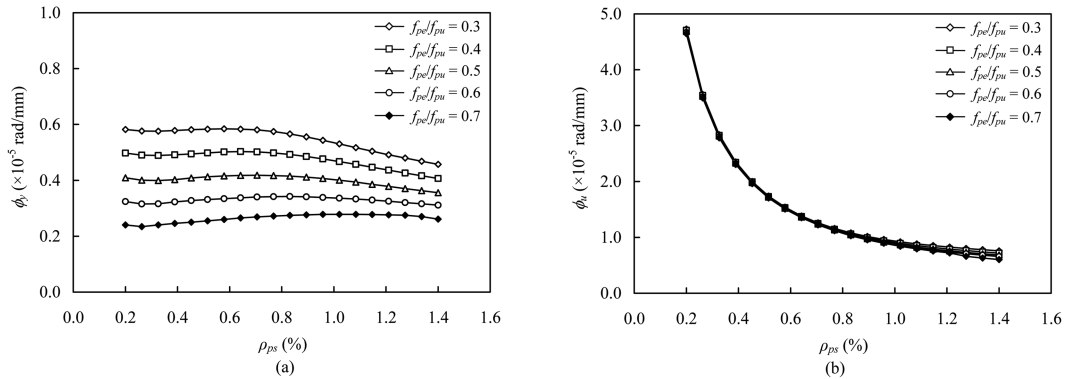 1.0
0.8
0.6
0.4
0.2
0.0
ϕy (×10⁻⁵ rad/mm)
fpe/fpu = 0.3
fpe/fpu = 0.4
fpe/fpu = 0.5
fpe/fpu = 0.6
fpe/fpu = 0.7
0.0 0.2 0.4 0.6 0.8 1.0 1.2 1.4 1.6
ρps (%)
(a)
5.0
4.0
3.0
2.0
1.0
0.0
ϕu (×10⁻⁵ rad/mm)
fpe/fpu = 0.3
fpe/fpu = 0.4
fpe/fpu = 0.5
fpe/fpu = 0.6
fpe/fpu = 0.7
0.0 0.2 0.4 0.6 0.8 1.0 1.2 1.4 1.6
ρps (%)
(b)